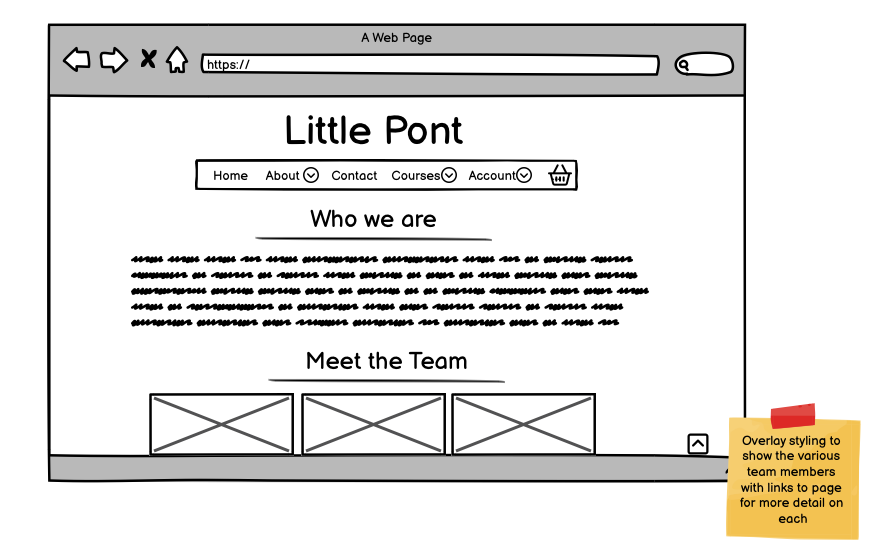 A Web Page
https://
Little Pont
Home About Contact Courses Account
Who we are
Meet the Team
Overlay styling to
show the various
team members
with links to page
for more detail on
each